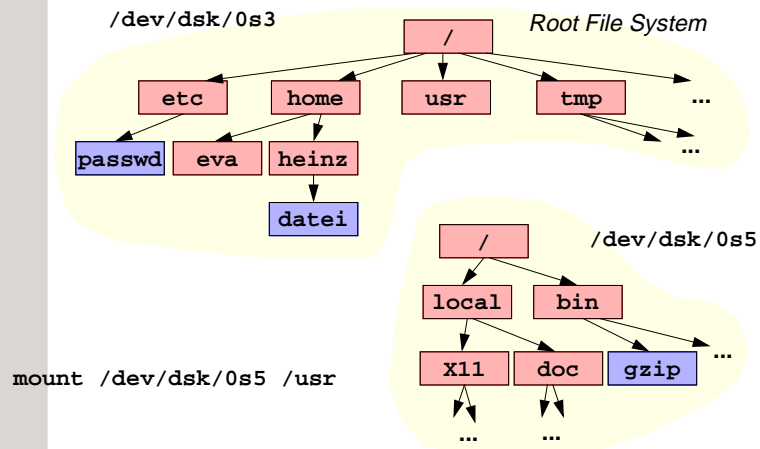 /dev/dsk/0s3
Root File System
/
etc home usr tmp ...
passwd eva heinz ...
datei
/ /dev/dsk/0s5
local bin
X11 doc gzip ...
mount /dev/dsk/0s5 /usr
... ...